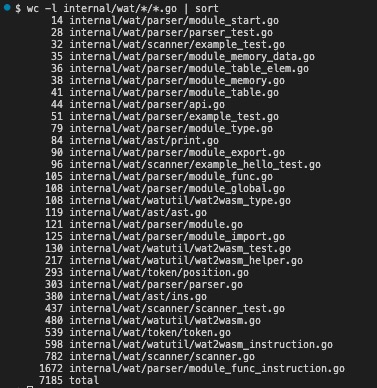 $ wc -l internal/wat/*/*.go | sort
14 internal/wat/parser/module_start.go
28 internal/wat/parser/parser_test.go
32 internal/wat/scanner/example_test.go
35 internal/wat/parser/module_memory_data.go
36 internal/wat/parser/module_table_elem.go
38 internal/wat/parser/module_memory.go
41 internal/wat/parser/module_table.go
44 internal/wat/parser/api.go
51 internal/wat/parser/example_test.go
79 internal/wat/parser/module_type.go
84 internal/wat/ast/print.go
90 internal/wat/parser/module_export.go
96 internal/wat/scanner/example_hello_test.go
105 internal/wat/parser/module_func.go
108 internal/wat/parser/module_global.go
108 internal/wat/watutil/wat2wasm_type.go
119 internal/wat/ast/ast.go
121 internal/wat/parser/module.go
125 internal/wat/parser/module_import.go
130 internal/wat/watutil/wat2wasm_test.go
217 internal/wat/watutil/wat2wasm_helper.go
293 internal/wat/token/position.go
303 internal/wat/parser/parser.go
380 internal/wat/ast/ins.go
437 internal/wat/scanner/scanner_test.go
480 internal/wat/watutil/wat2wasm.go
539 internal/wat/token/token.go
598 internal/wat/watutil/wat2wasm_instruction.go
782 internal/wat/scanner/scanner.go
1672 internal/wat/parser/module_func_instruction.go
7185 total